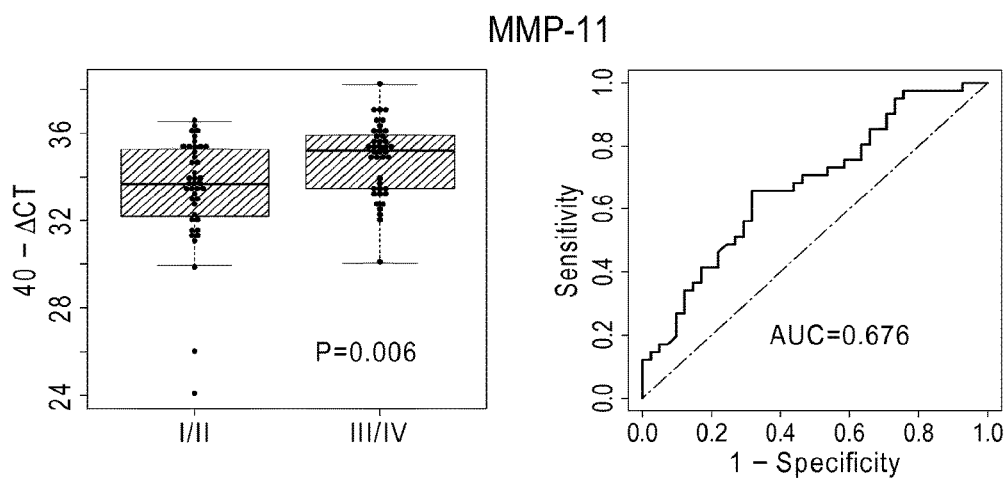 MMP-11
40 – ΔCT
36
32
28
24
P=0.006
I/II III/IV
Sensitivity
1.0
0.8
0.6
0.4
0.2
0.0
AUC=0.676
0.0 0.2 0.4 0.6 0.8 1.0
1 – Specificity